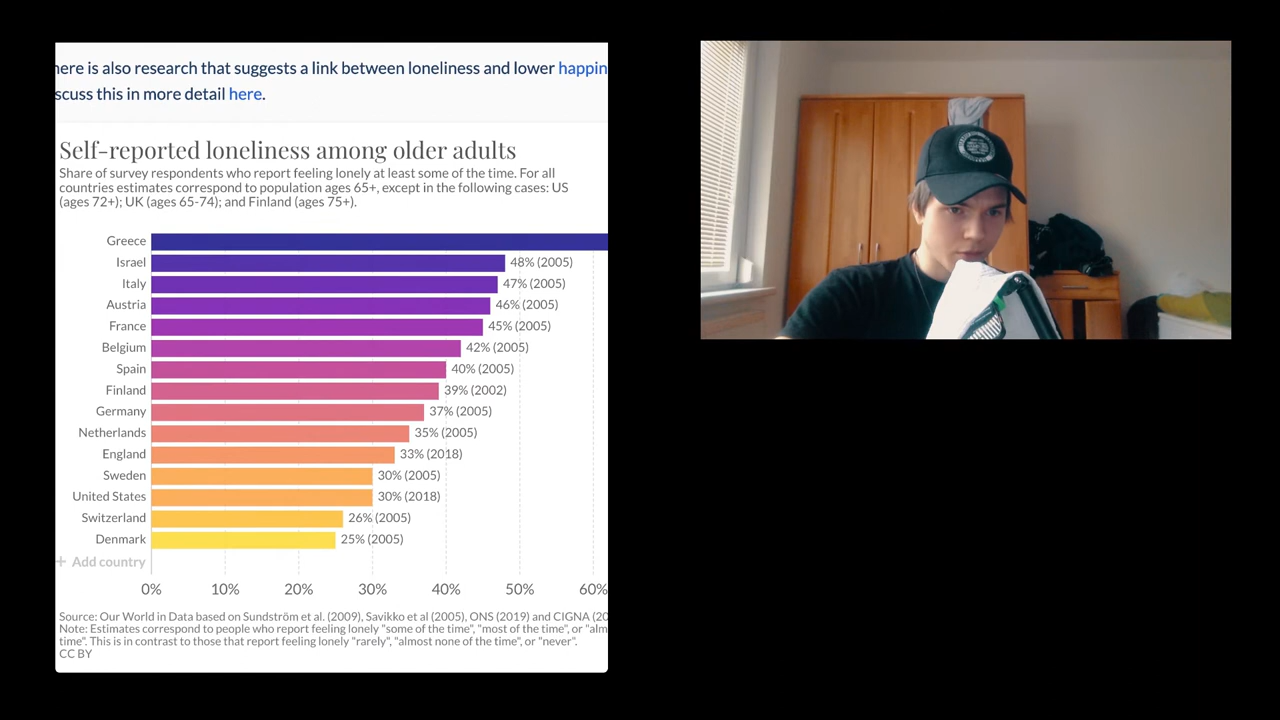 here is also research that suggests a link between loneliness and lower happin
scuss this in more detail here.
Self-reported loneliness among older adults
Share of survey respondents who report feeling lonely at least some of the time. For all
countries estimates correspond to population ages 65+, except in the following cases: US
(ages 72+); UK (ages 65-74); and Finland (ages 75+).
Greece
Israel 48% (2005)
Italy 47% (2005)
Austria 46% (2005)
France 45% (2005)
Belgium 42% (2005)
Spain 40% (2005)
Finland 39% (2002)
Germany 37% (2005)
Netherlands 35% (2005)
England 33% (2018)
Sweden 30% (2005)
United States 30% (2018)
Switzerland 26% (2005)
Denmark 25% (2005)
+ Add country
0% 10% 20% 30% 40% 50% 60%
Source: Our World in Data based on Sundström et al. (2009), Savikko et al (2005), ONS (2019) and CIGNA (20
Note: Estimates correspond to people who report feeling lonely "some of the time", "most of the time", or "alm
time". This is in contrast to those that report feeling lonely "rarely", "almost none of the time", or "never".
CC BY